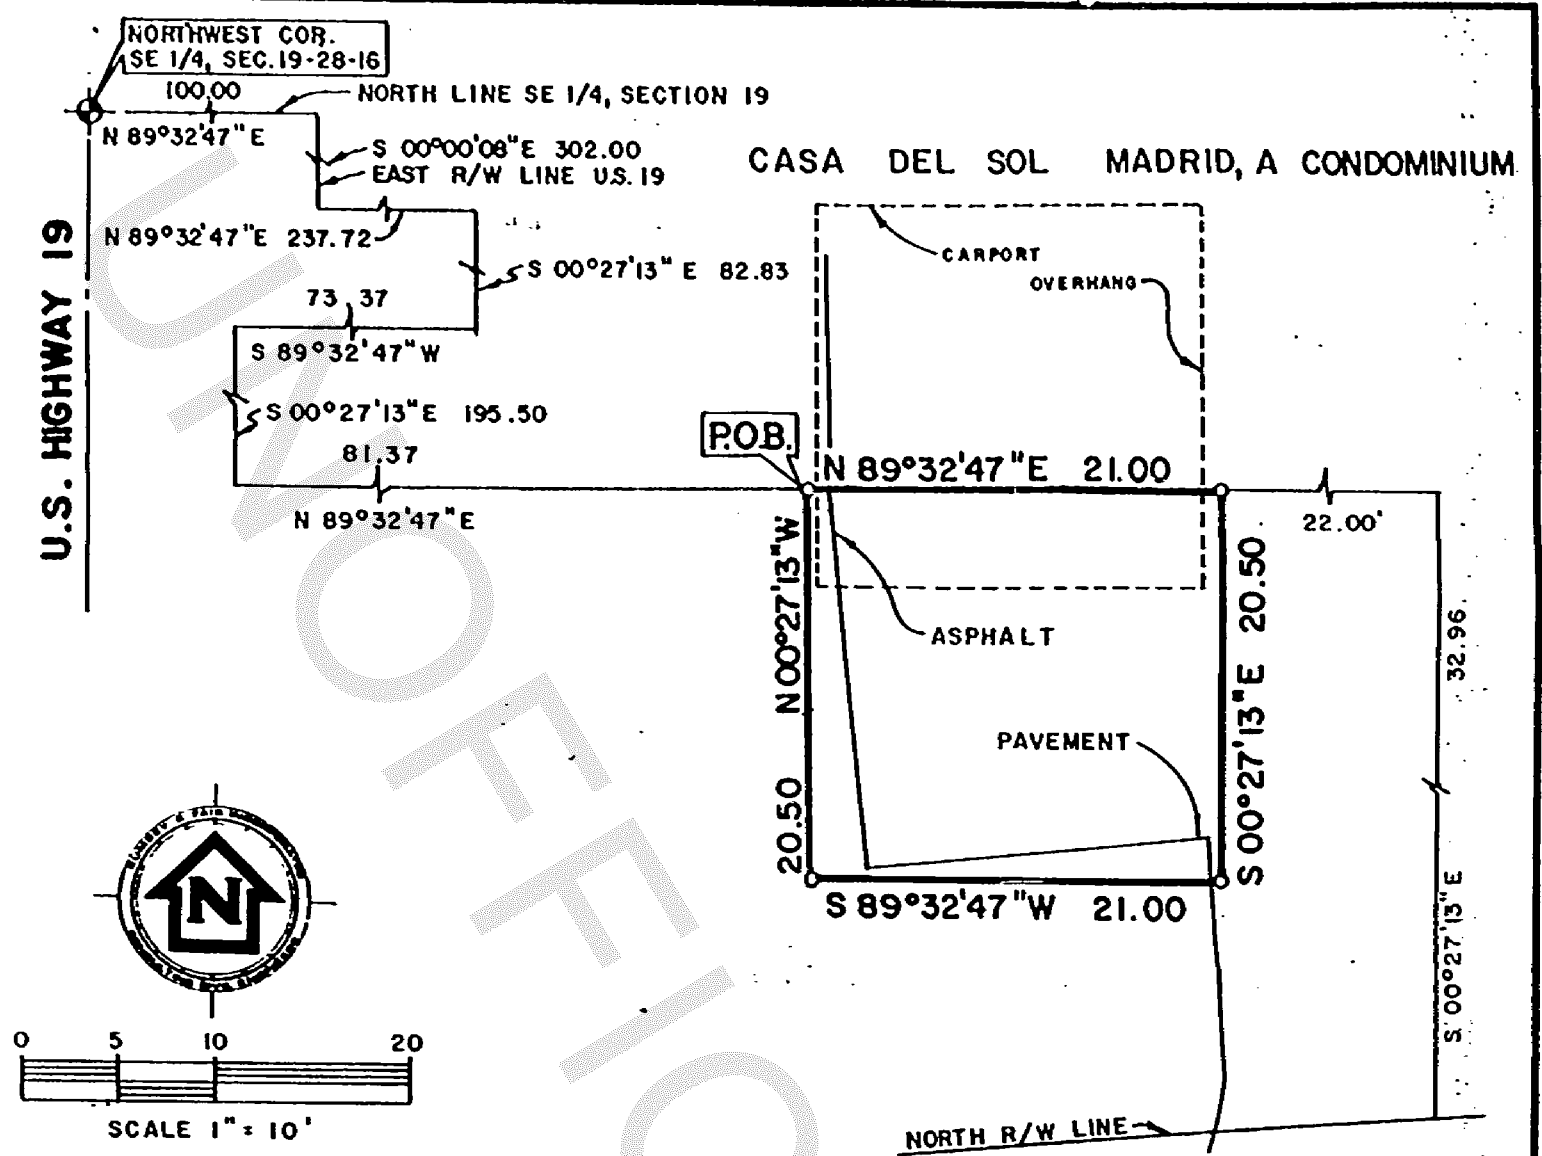 NORTHWEST COR.
SE 1/4, SEC.19-28-16
100.00
NORTH LINE SE 1/4, SECTION 19
N 89°32'47"E
S 00°00'08"E 302.00
EAST R/W LINE U.S. 19
CASA DEL SOL MADRID, A CONDOMINIUM
U.S. HIGHWAY 19
N 89°32'47"E 237.72
S 00°27'13"E 82.83
CARPORT
OVERHANG
73.37
S 89°32'47"W
S 00°27'13"E 195.50
81.37
N 89°32'47"E
P.O.B.
N 89°32'47"E 21.00
22.00'
N 00°27'13"W 20.50
S 00°27'13"E 20.50
ASPHALT
PAVEMENT
32.96
S 00°27'13"E
S 89°32'47"W 21.00
N
0 5 10 20
SCALE 1" = 10'
NORTH R/W LINE
UNOFFIC